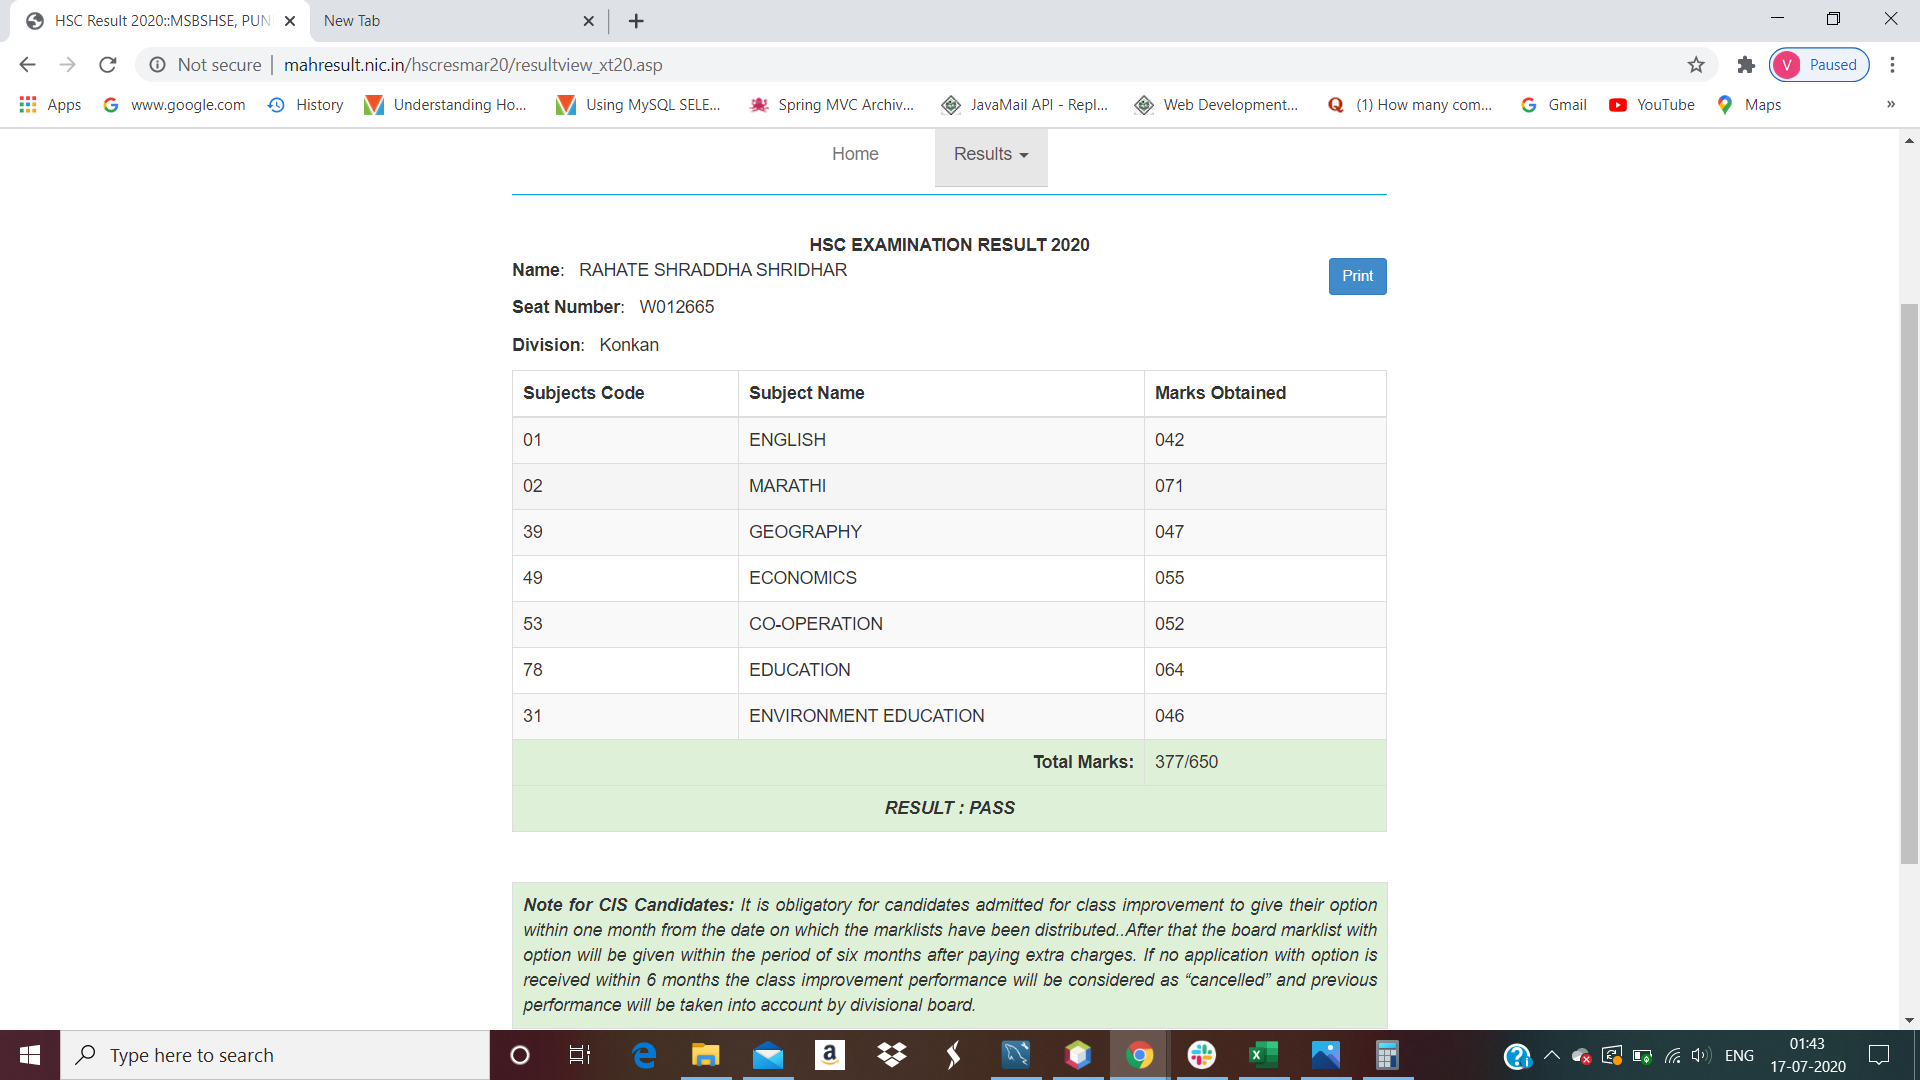 HSC Result 2020::MSBSHSE, PUN
New Tab
Not secure | mahresult.nic.in/hscresmar20/resultview_xt20.asp
V Paused
Apps www.google.com History Understanding Ho... Using MySQL SELE... Spring MVC Archiv... JavaMail API - Repl... Web Development... (1) How many com... Gmail YouTube Maps »
Home Results
HSC EXAMINATION RESULT 2020
Name: RAHATE SHRADDHA SHRIDHAR
Print
Seat Number: W012665
Division: Konkan
Subjects Code Subject Name Marks Obtained
01 ENGLISH 042
02 MARATHI 071
39 GEOGRAPHY 047
49 ECONOMICS 055
53 CO-OPERATION 052
78 EDUCATION 064
31 ENVIRONMENT EDUCATION 046
Total Marks: 377/650
RESULT : PASS
Note for CIS Candidates: It is obligatory for candidates admitted for class improvement to give their option
within one month from the date on which the marklists have been distributed..After that the board marklist with
option will be given within the period of six months after paying extra charges. If no application with option is
received within 6 months the class improvement performance will be considered as “cancelled” and previous
performance will be taken into account by divisional board.
Type here to search
ENG
01:43
17-07-2020